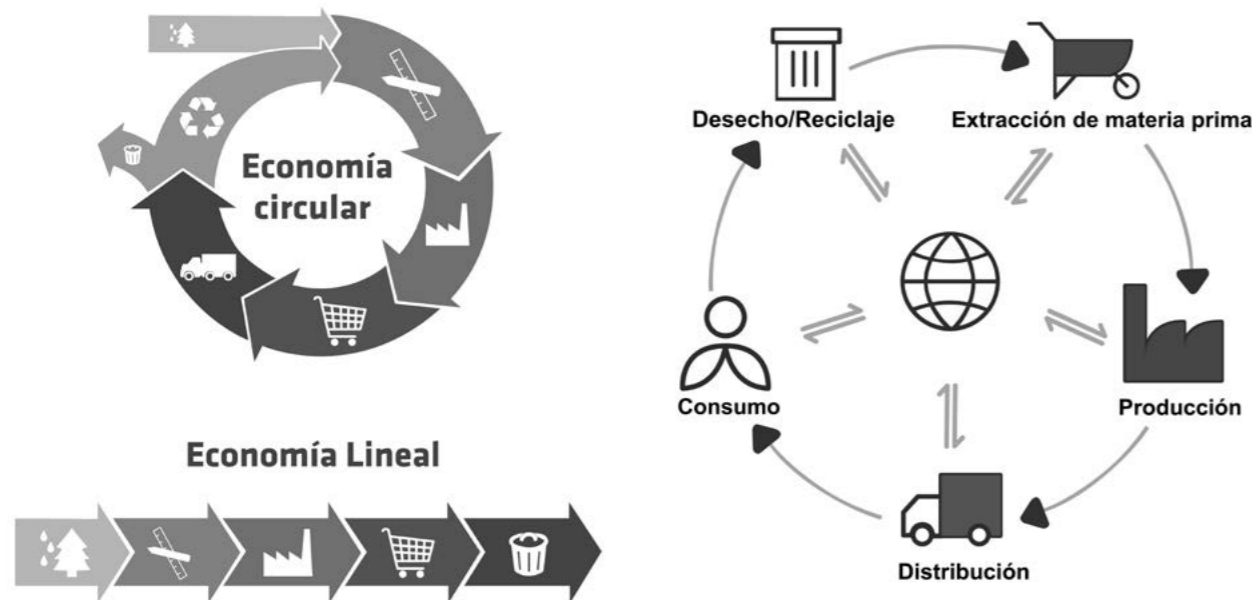 Economía
circular
Economía Lineal
Desecho/Reciclaje
Extracción de materia prima
Consumo
Producción
Distribución